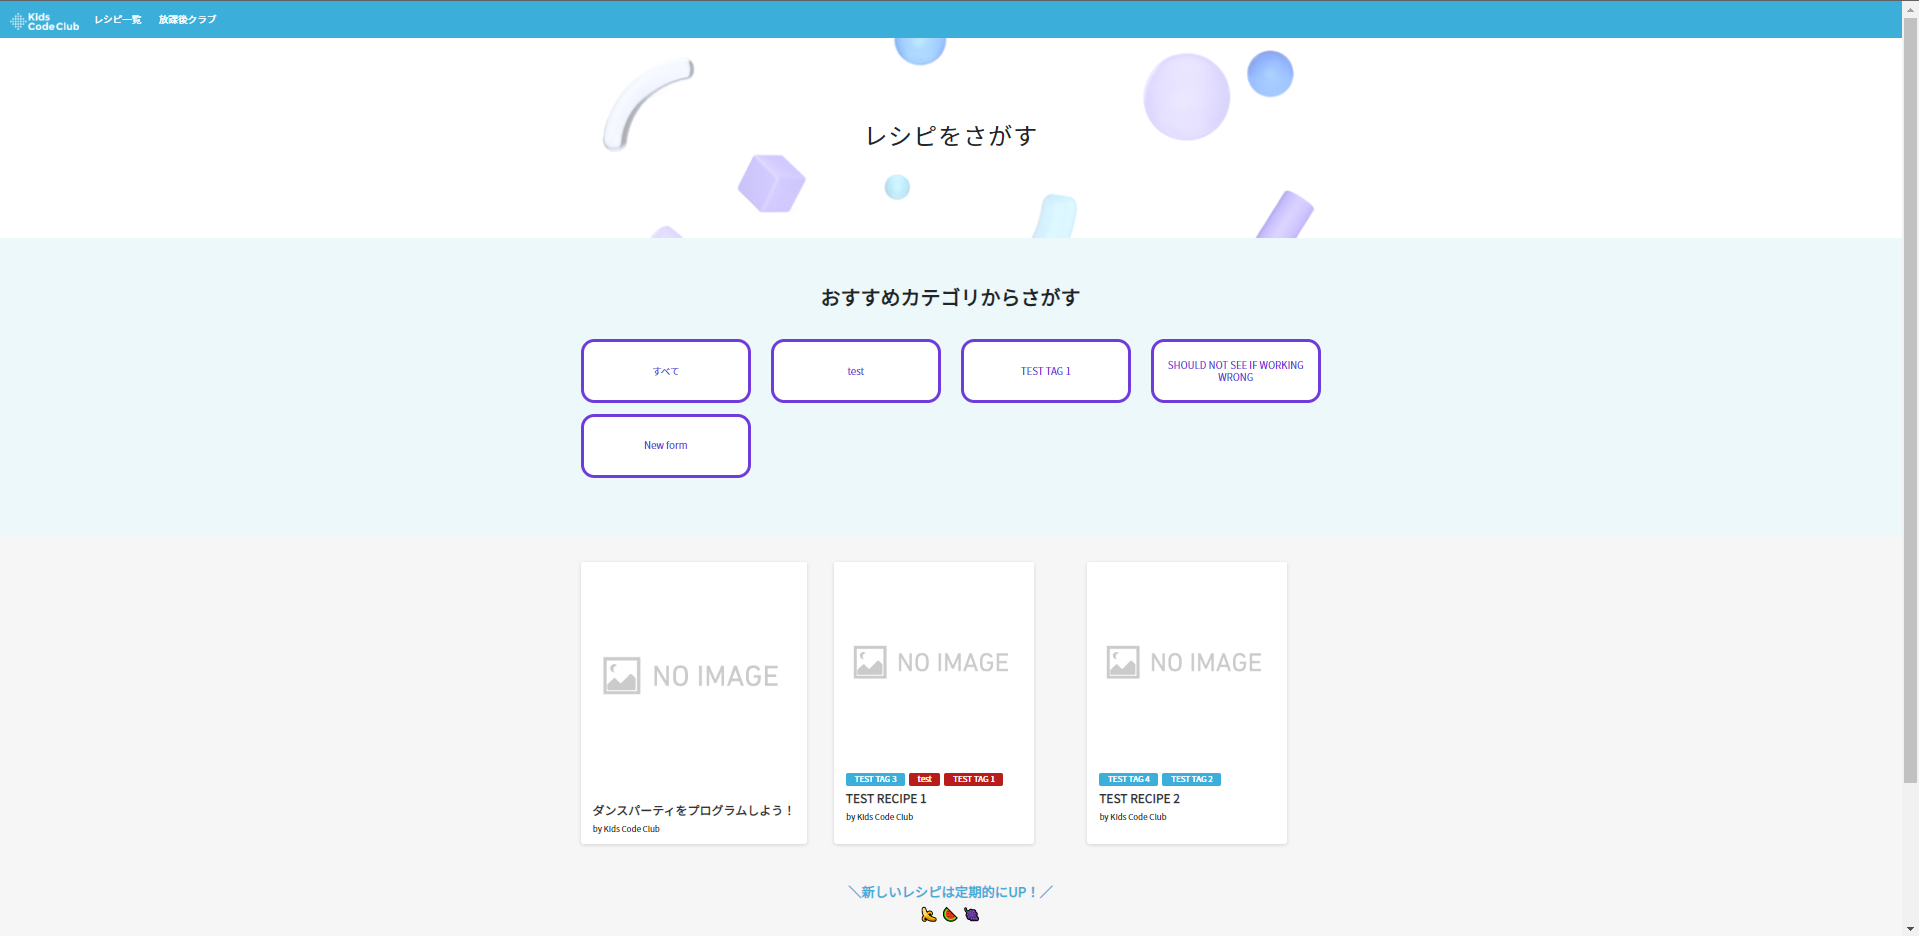 Kids
Code Club
レシピ一覧
放課後クラブ
レシピをさがす
おすすめカテゴリからさがす
すべて
test
TEST TAG 1
SHOULD NOT SEE IF WORKING
WRONG
New form
NO IMAGE
ダンスパーティをプログラムしよう！
by Kids Code Club
NO IMAGE
TEST TAG 3
test
TEST TAG 1
TEST RECIPE 1
by Kids Code Club
NO IMAGE
TEST TAG 4
TEST TAG 2
TEST RECIPE 2
by Kids Code Club
＼新しいレシピは定期的にUP！／